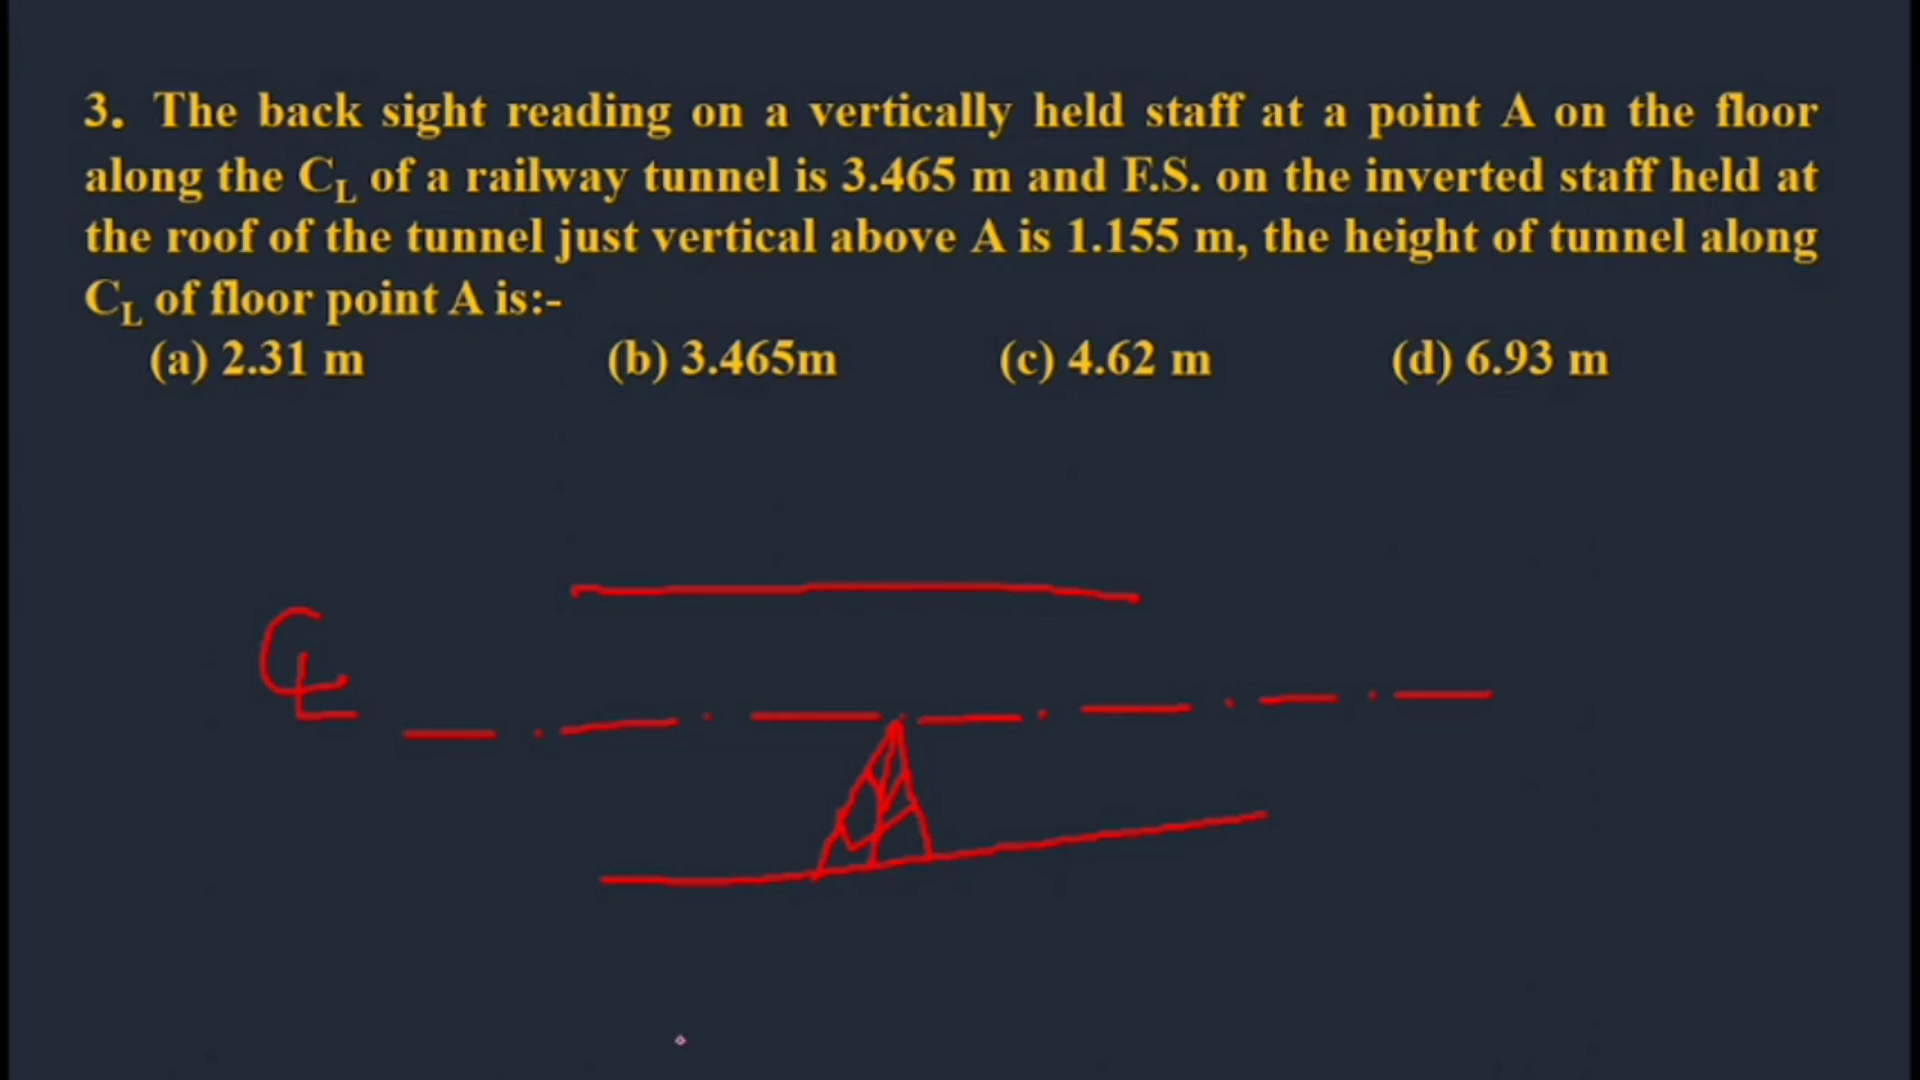 3. The back sight reading on a vertically held staff at a point A on the floor
along the CL of a railway tunnel is 3.465 m and F.S. on the inverted staff held at
the roof of the tunnel just vertical above A is 1.155 m, the height of tunnel along
CL of floor point A is:-
(a) 2.31 m (b) 3.465m (c) 4.62 m (d) 6.93 m
CL